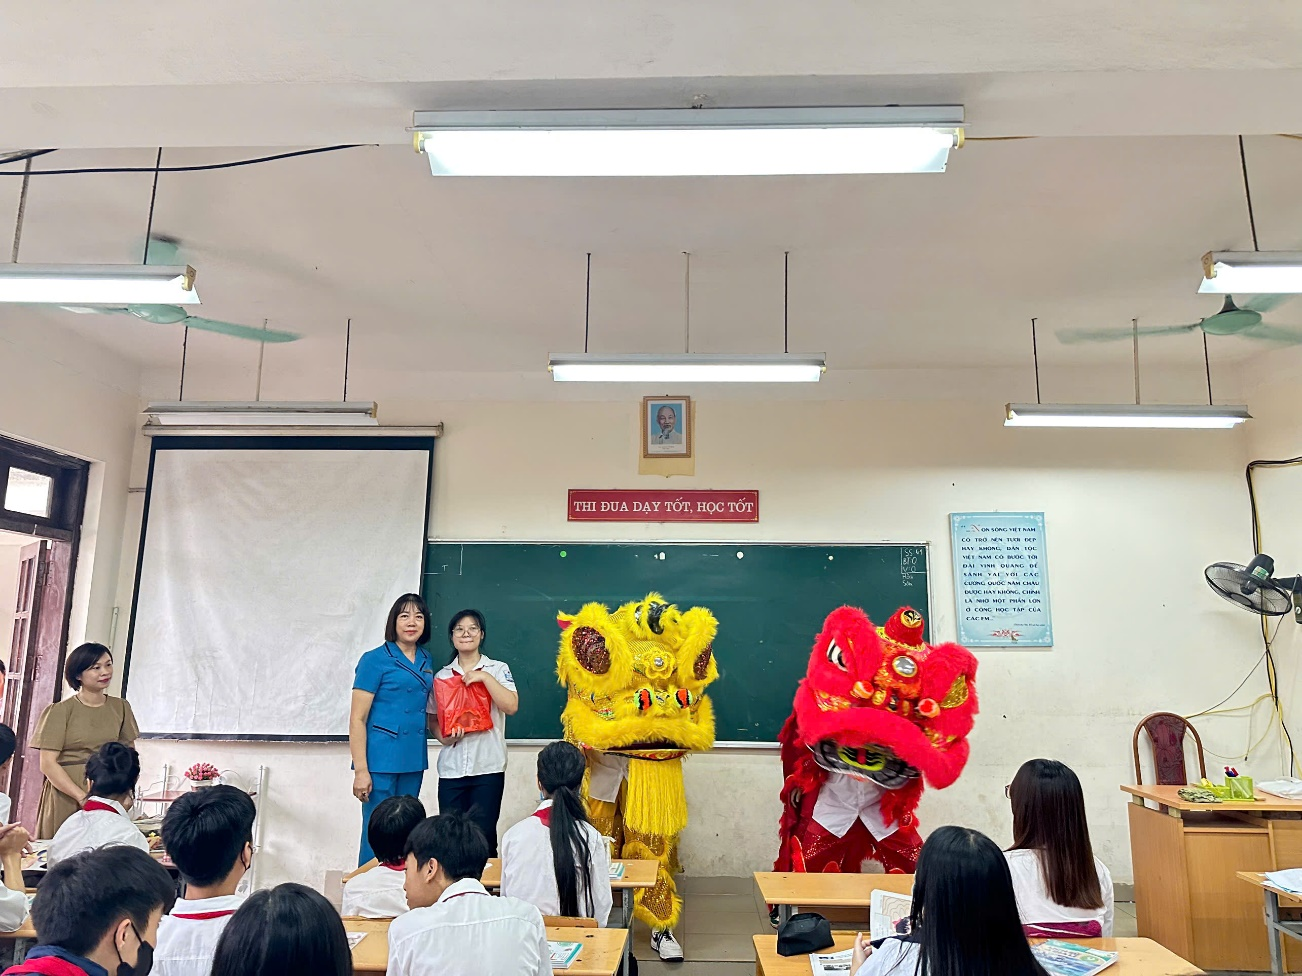 THI ĐUA DẠY TỐT, HỌC TỐT
"...NON SÔNG VIỆT NAM
CÓ TRỞ NÊN TƯƠI ĐẸP
HAY KHÔNG, DÂN TỘC
VIỆT NAM CÓ BƯỚC TỚI
ĐÀI VINH QUANG ĐỂ
SÁNH VAI VỚI CÁC
CƯỜNG QUỐC NĂM CHÂU
ĐƯỢC HAY KHÔNG, CHÍNH
LÀ NHỜ MỘT PHẦN LỚN
Ở CÔNG HỌC TẬP CỦA
CÁC EM...
T